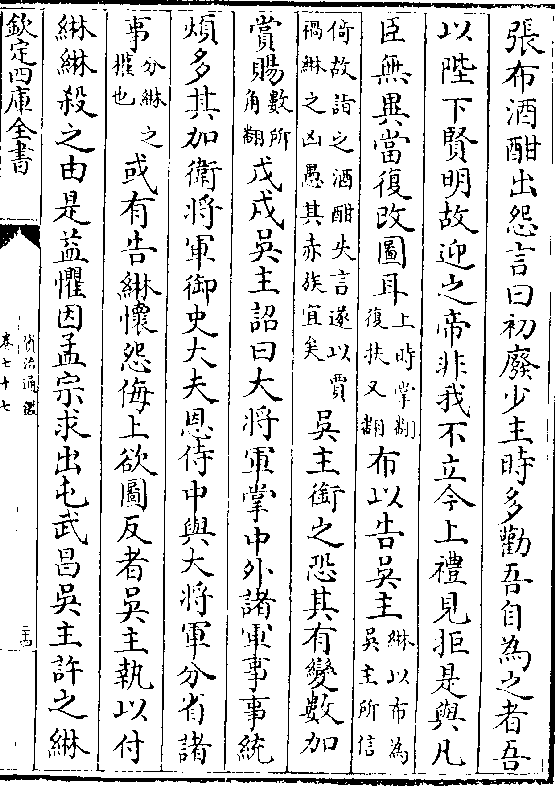 張布酒酣出怨言曰初廢少主時多勸吾自為之者吾
以陛下賢明故迎之帝非我不立今上禮見拒是與凡
臣無異當復改圖耳上時掌翻復扶又翻布以告吳主綝以布為吳主所信
倚故詣之酒酣失言遂以賈禍綝之凶愚其赤族宜矣吳主銜之恐其有變數加
賞賜數所角翻戊戌吳主詔曰大將軍掌中外諸軍事事統
煩多其加衛將軍御史大夫恩侍中與大將軍分省諸
事分綝之權也或有告綝懷怨侮上欲圖反者吳主執以付
綝綝殺之由是益懼因孟宗求出屯武昌吳主許之綝
欽定四庫全書
資治通鑑
卷七十七